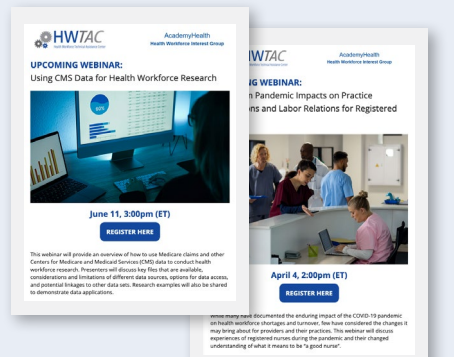 HWTAC
Health Workforce Technical Assistance Center
AcademyHealth
Health Workforce Interest Group
UPCOMING WEBINAR:
Using CMS Data for Health Workforce Research
60%
June 11, 3:00pm (ET)
REGISTER HERE
This webinar will provide an overview of how to use Medicare claims and other
Centers for Medicare and Medicaid Services (CMS) data to conduct health
workforce research. Presenters will discuss key files that are available,
considerations and limitations of different data sources, options for data access,
and potential linkages to other data sets. Research examples will also be shared
to demonstrate data applications.
WTAC
AcademyHealth
Health Workforce Interest Group
NG WEBINAR:
n Pandemic Impacts on Practice
ns and Labor Relations for Registered
April 4, 2:00pm (ET)
REGISTER HERE
While many have documented the enduring impact of the COVID-19 pandemic
on health workforce shortages and turnover, few have considered the changes it
may bring about for providers and their practices. This webinar will discuss
experiences of registered nurses during the pandemic and their changed
understanding of what it means to be "a good nurse".